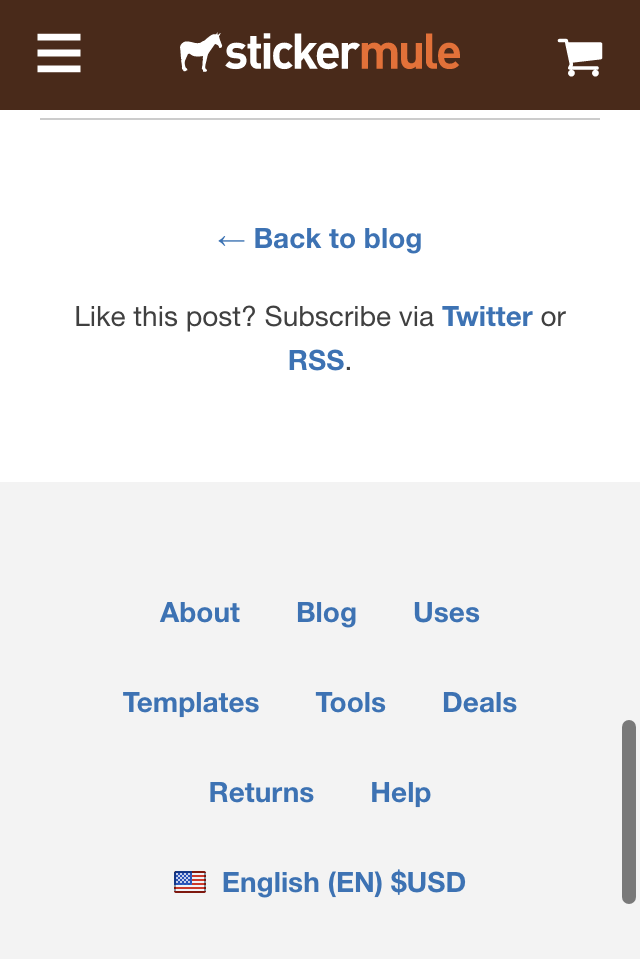 stickermule
← Back to blog
Like this post? Subscribe via Twitter or
RSS.
About Blog Uses
Templates Tools Deals
Returns Help
English (EN) $USD